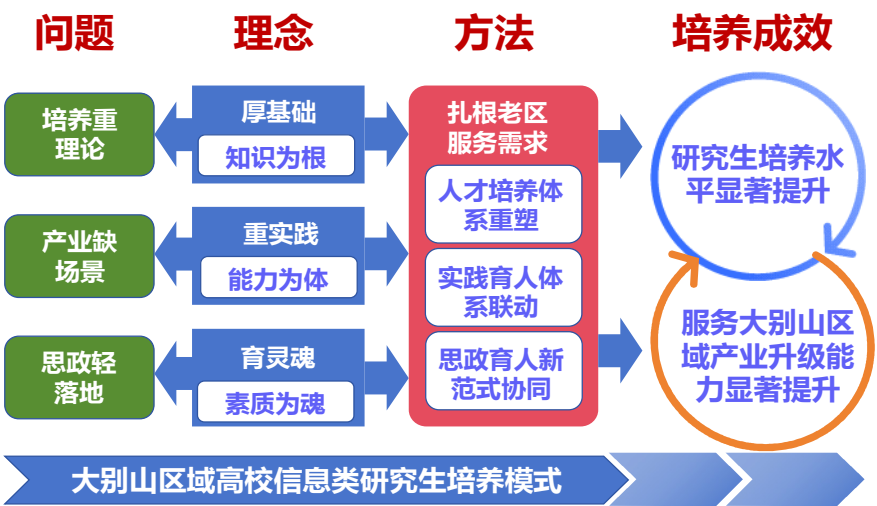 问题
理念
方法
培养成效
培养重
理论
厚基础
知识为根
扎根老区
服务需求
人才培养体
系重塑
研究生培养水
平显著提升
产业缺
场景
重实践
能力为体
实践育人体
系联动
思政轻
落地
育灵魂
素质为魂
思政育人新
范式协同
服务大别山区
域产业升级能
力显著提升
大别山区域高校信息类研究生培养模式